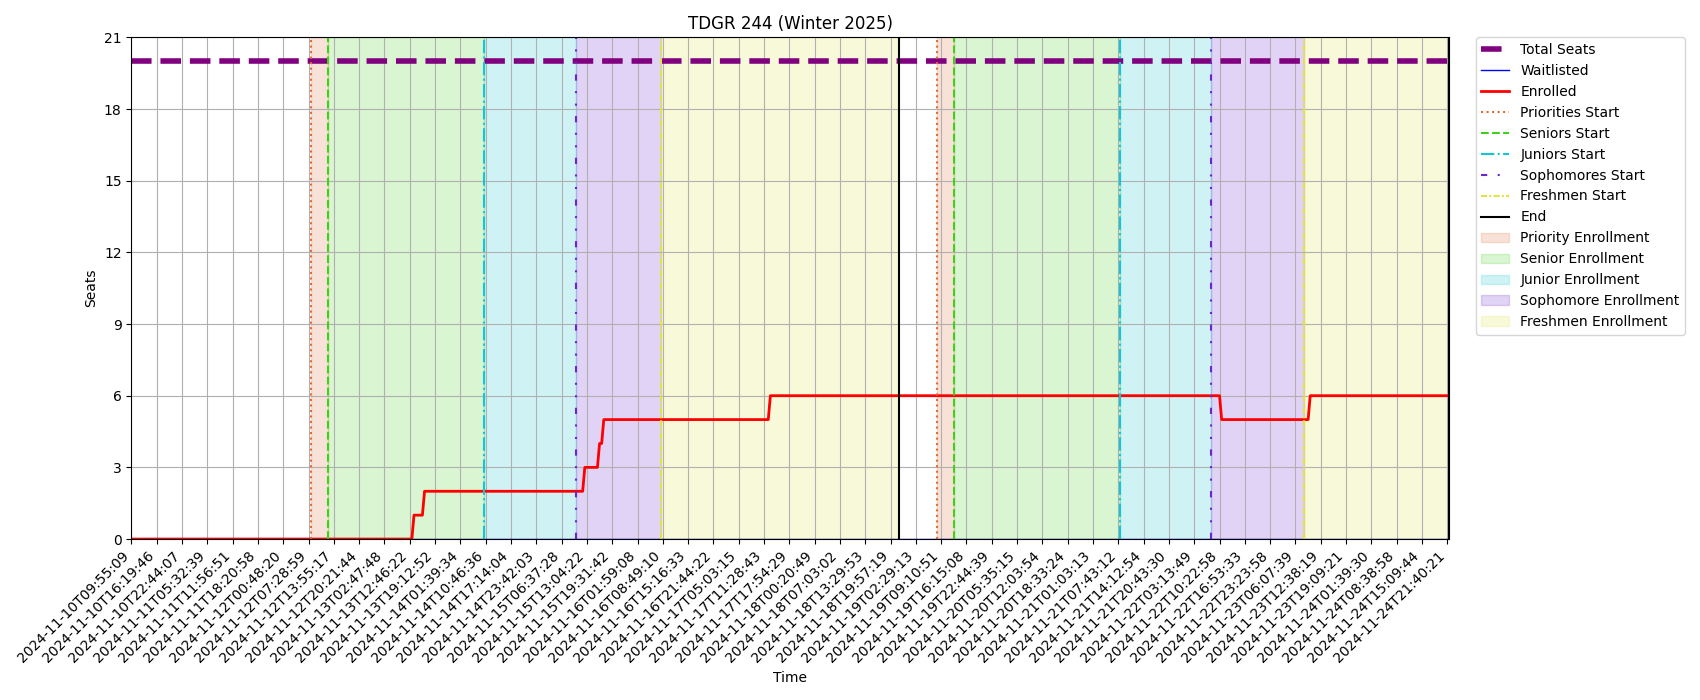 TDGR 244 (Winter 2025)
21
18
15
12
9
6
3
0
Seats
2024-11-10T09:55:09
2024-11-10T16:19:46
2024-11-10T22:44:07
2024-11-11T05:32:39
2024-11-11T11:56:51
2024-11-11T18:20:58
2024-11-12T00:48:20
2024-11-12T07:28:59
2024-11-12T13:55:17
2024-11-12T20:21:44
2024-11-13T02:47:48
2024-11-13T12:46:22
2024-11-13T19:12:52
2024-11-14T01:39:34
2024-11-14T10:46:36
2024-11-14T17:14:04
2024-11-14T23:42:03
2024-11-15T06:37:28
2024-11-15T13:04:22
2024-11-15T19:31:42
2024-11-16T01:59:08
2024-11-16T08:49:10
2024-11-16T15:16:33
2024-11-16T21:44:22
2024-11-17T05:03:15
2024-11-17T11:28:43
2024-11-17T17:54:29
2024-11-18T00:20:49
2024-11-18T07:03:02
2024-11-18T13:29:53
2024-11-18T19:57:19
2024-11-19T02:29:13
2024-11-19T09:10:51
2024-11-19T16:15:08
2024-11-19T22:44:39
2024-11-20T05:35:15
2024-11-20T12:03:54
2024-11-20T18:33:24
2024-11-21T01:03:13
2024-11-21T07:43:12
2024-11-21T14:12:54
2024-11-21T20:43:30
2024-11-22T03:13:49
2024-11-22T10:22:58
2024-11-22T16:53:33
2024-11-22T23:23:58
2024-11-23T06:07:39
2024-11-23T12:38:19
2024-11-23T19:09:21
2024-11-24T01:39:30
2024-11-24T08:38:58
2024-11-24T15:09:44
2024-11-24T21:40:21
Time
Total Seats
Waitlisted
Enrolled
Priorities Start
Seniors Start
Juniors Start
Sophomores Start
Freshmen Start
End
Priority Enrollment
Senior Enrollment
Junior Enrollment
Sophomore Enrollment
Freshmen Enrollment